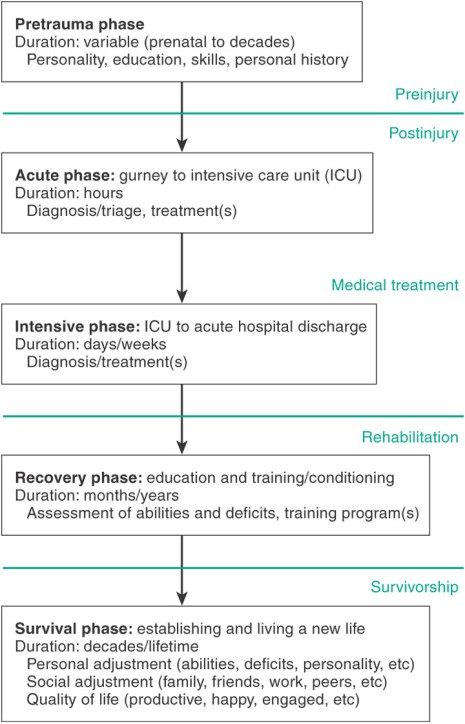 Pretrauma phase
Duration: variable (prenatal to decades)
Personality, education, skills, personal history
Preinjury
Postinjury
Acute phase: gurney to intensive care unit (ICU)
Duration: hours
Diagnosis/triage, treatment(s)
Medical treatment
Intensive phase: ICU to acute hospital discharge
Duration: days/weeks
Diagnosis/treatment(s)
Rehabilitation
Recovery phase: education and training/conditioning
Duration: months/years
Assessment of abilities and deficits, training program(s)
Survivorship
Survival phase: establishing and living a new life
Duration: decades/lifetime
Personal adjustment (abilities, deficits, personality, etc)
Social adjustment (family, friends, work, peers, etc)
Quality of life (productive, happy, engaged, etc)